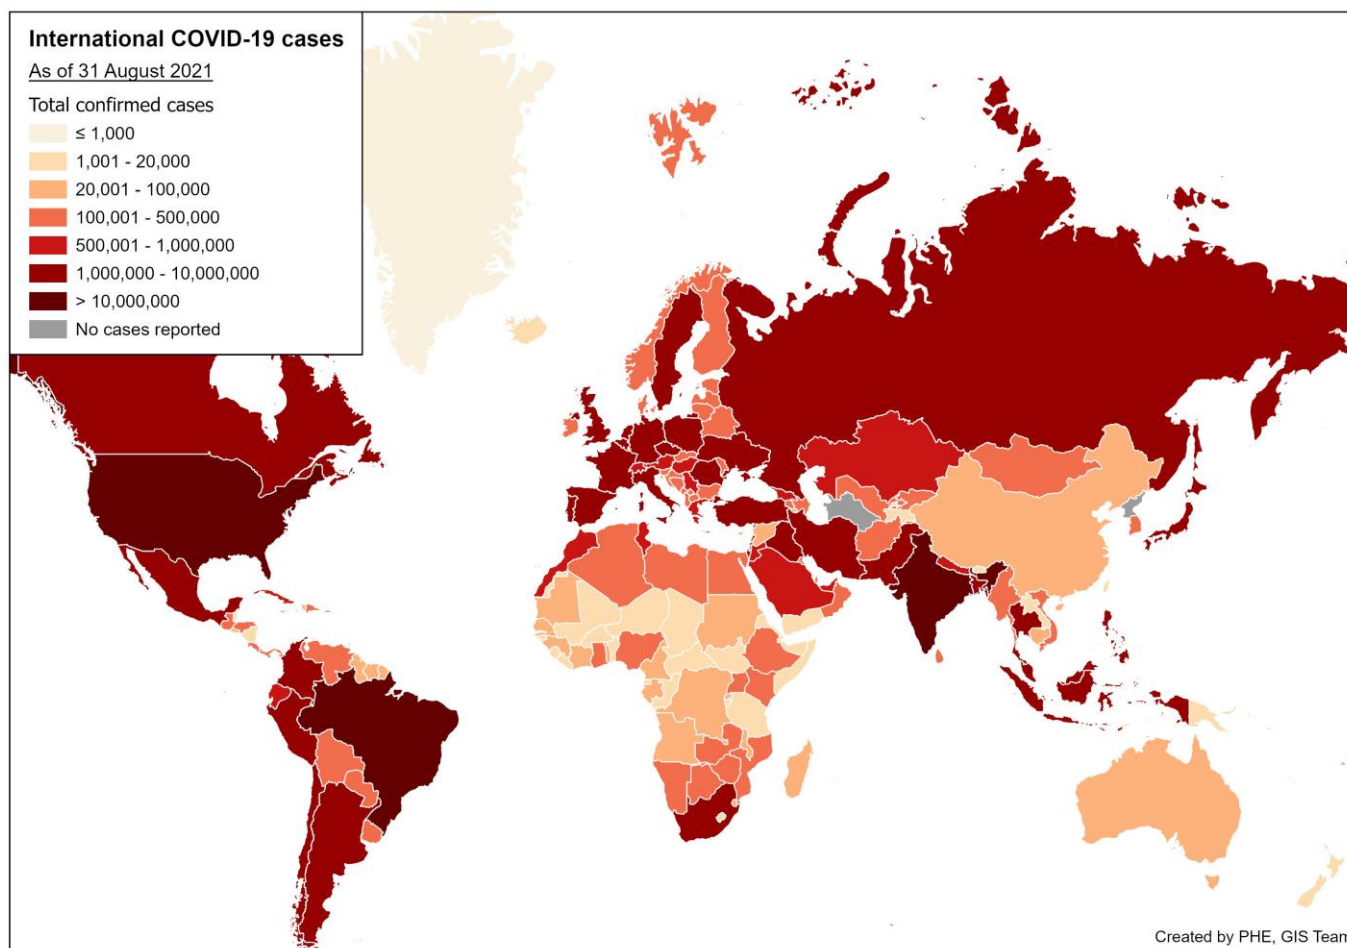 International COVID-19 cases
As of 31 August 2021
Total confirmed cases
≤ 1,000
1,001 - 20,000
20,001 - 100,000
100,001 - 500,000
500,001 - 1,000,000
1,000,000 - 10,000,000
> 10,000,000
No cases reported
Created by PHE, GIS Team